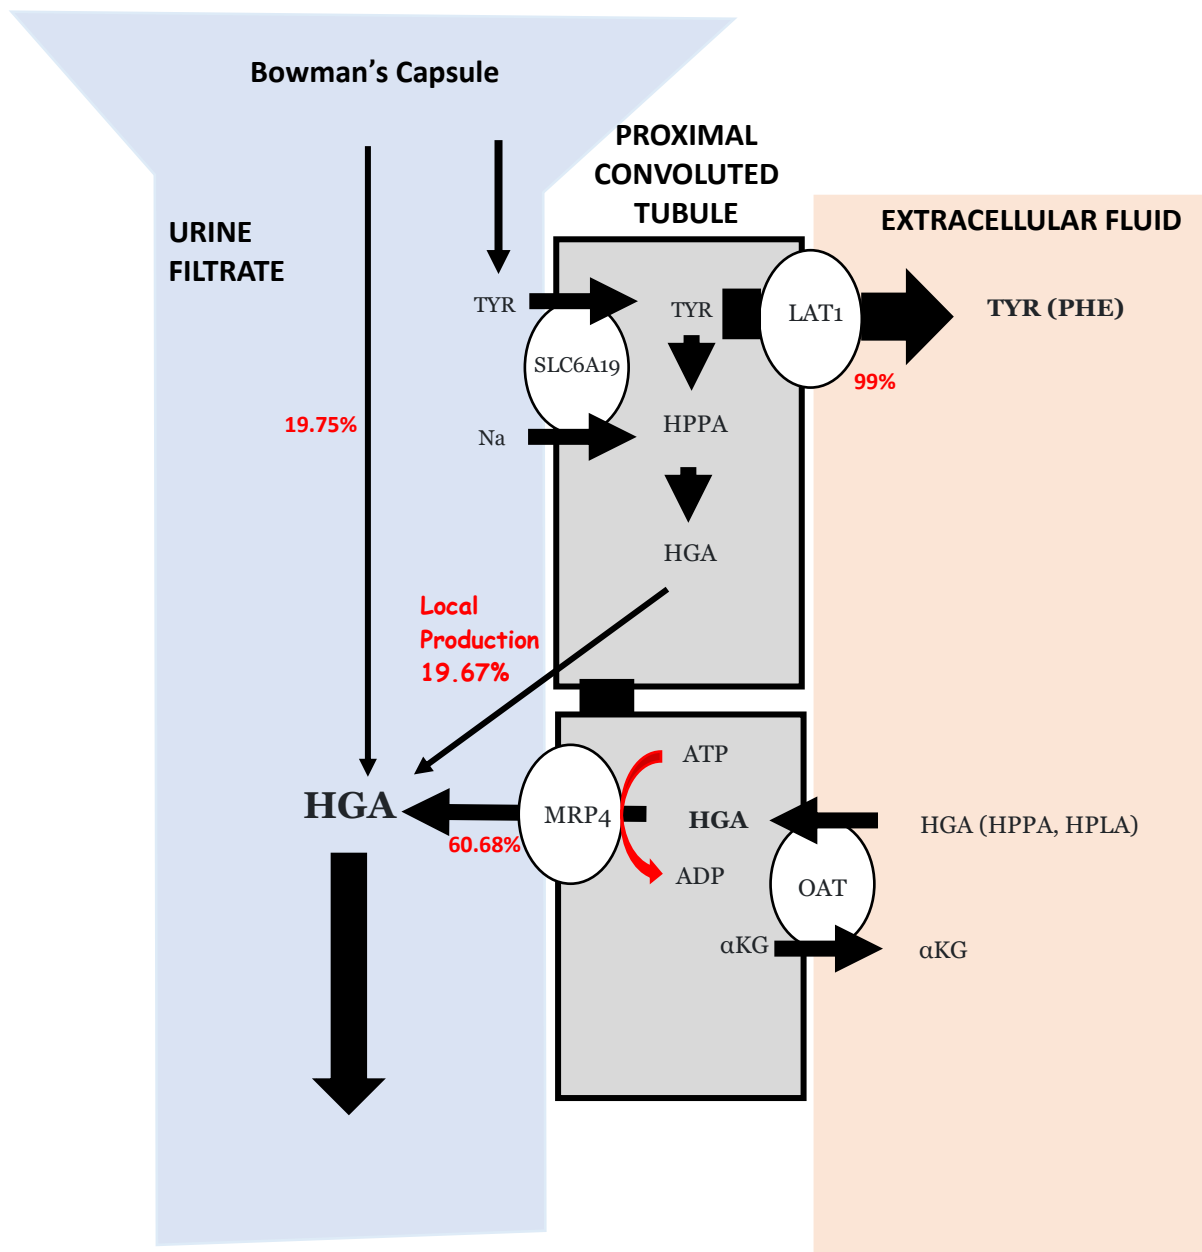 Bowman's Capsule
PROXIMAL
CONVOLUTED
TUBULE
URINE
FILTRATE
EXTRACELLULAR FLUID
TYR
TYR
LAT1
TYR (PHE)
SLC6A19
99%
19.75%
Na
HPPA
HGA
Local
Production
19.67%
ATP
HGA
MRP4
HGA
HGA (HPPA, HPLA)
60.68%
ADP
OAT
αKG
αKG